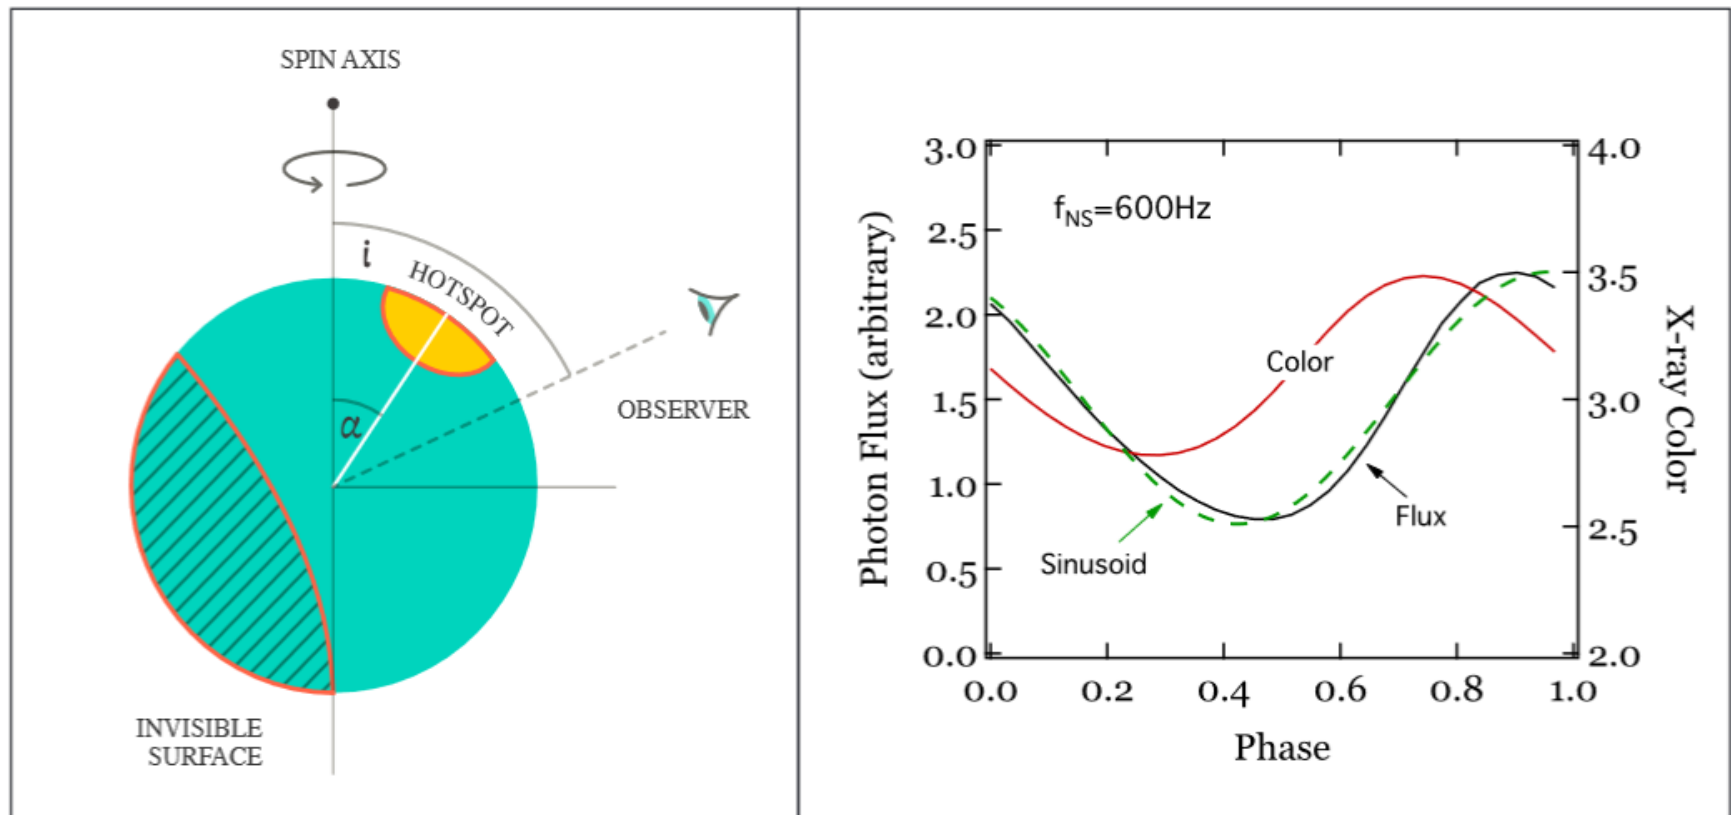 SPIN AXIS
i
HOTSPOT
α
OBSERVER
INVISIBLE
SURFACE
fNS=600Hz
Color
Flux
Sinusoid
Photon Flux (arbitrary)
3.0
2.5
2.0
1.5
1.0
0.5
0.0
4.0
3.5
3.0
2.5
2.0
X-ray Color
0.0 0.2 0.4 0.6 0.8 1.0
Phase